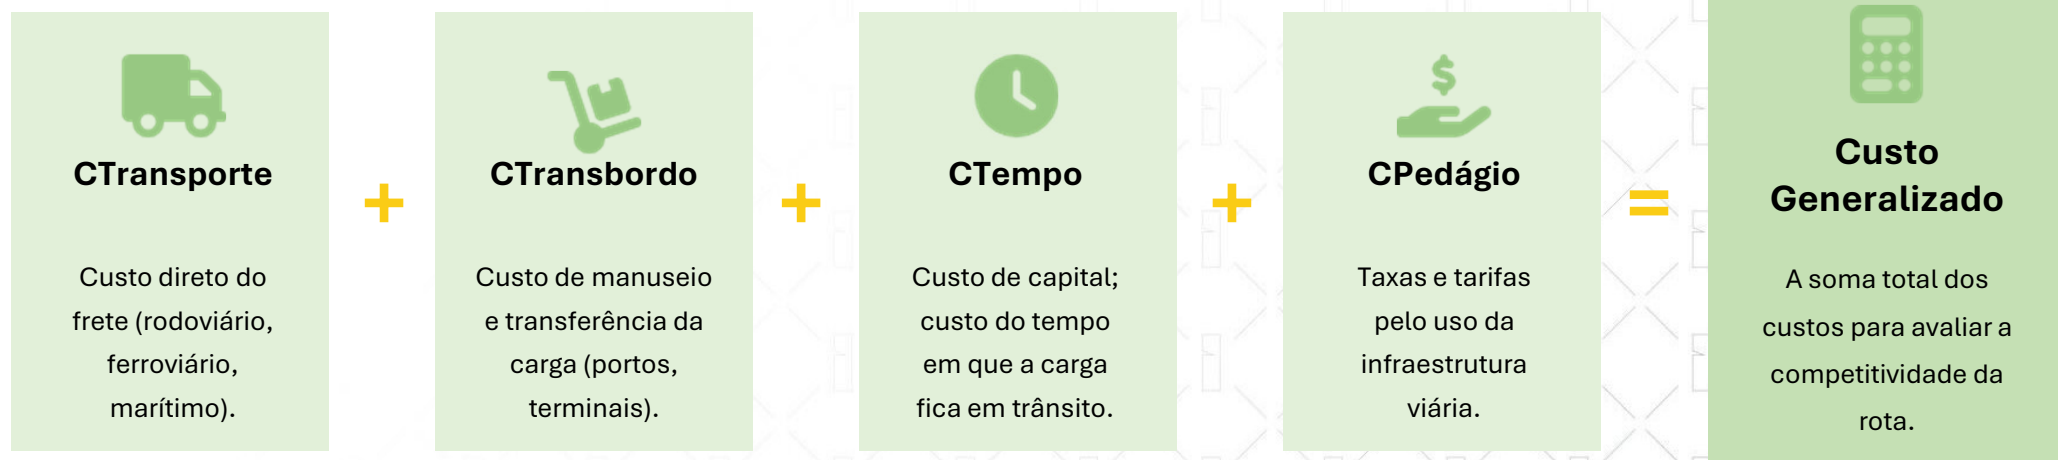 CTransporte
Custo direto do
frete (rodoviário,
ferroviário,
marítimo).
+
CTransbordo
Custo de manuseio
e transferência da
carga (portos,
terminais).
+
CTempo
Custo de capital;
custo do tempo
em que a carga
fica em trânsito.
+
$
CPedágio
Taxas e tarifas
pelo uso da
infraestrutura
viária.
=
Custo
Generalizado
A soma total dos
custos para avaliar a
competitividade da
rota.